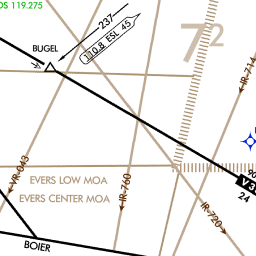 OS 119.275
BUGEL
237
110.8 ESL 45
7²
IR-714
VR-043
IR-760
EVERS LOW MOA
EVERS CENTER MOA
IR-720
90
V3
24
BOIER